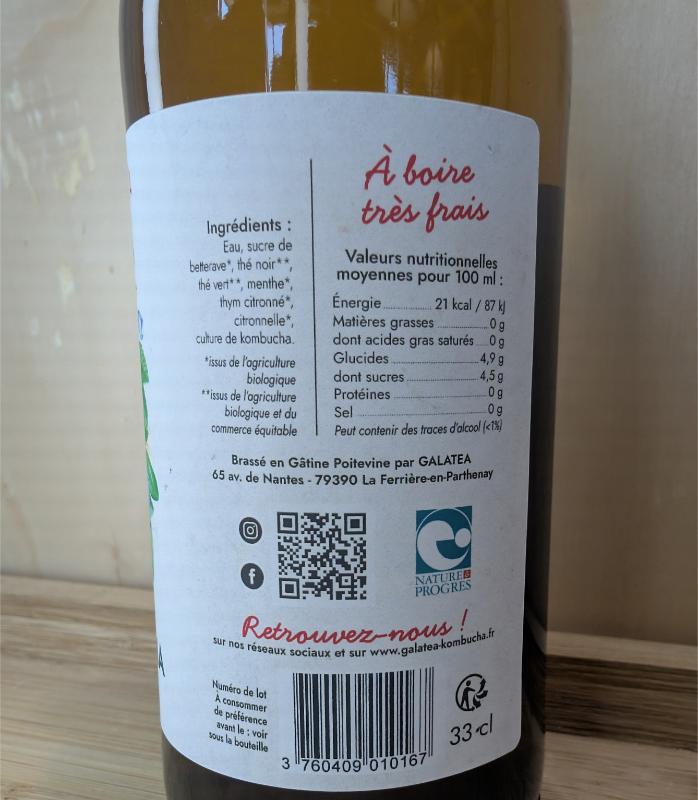 À boire
très frais
Ingrédients :
Eau, sucre de
betterave*, thé noir**,
thé vert**, menthe*,
thym citronné*,
citronnelle*,
culture de kombucha.
*issus de l'agriculture
biologique
**issus de l'agriculture
biologique et du
commerce équitable
Valeurs nutritionnelles
moyennes pour 100 ml :
Énergie 21 kcal / 87 kJ
Matières grasses 0 g
dont acides gras saturés 0 g
Glucides 4,9 g
dont sucres 4,5 g
Protéines 0 g
Sel 0 g
Peut contenir des traces d'alcool (<1%)
Brassé en Gâtine Poitevine par GALATEA
65 av. de Nantes - 79390 La Ferrière-en-Parthenay
NATURE &
PROGRES
Retrouvez-nous !
sur nos réseaux sociaux et sur www.galatea-kombucha.fr
A
Numéro de lot
À consommer
de préférence
avant le : voir
sous la bouteille
3 760409 010167
33 cl